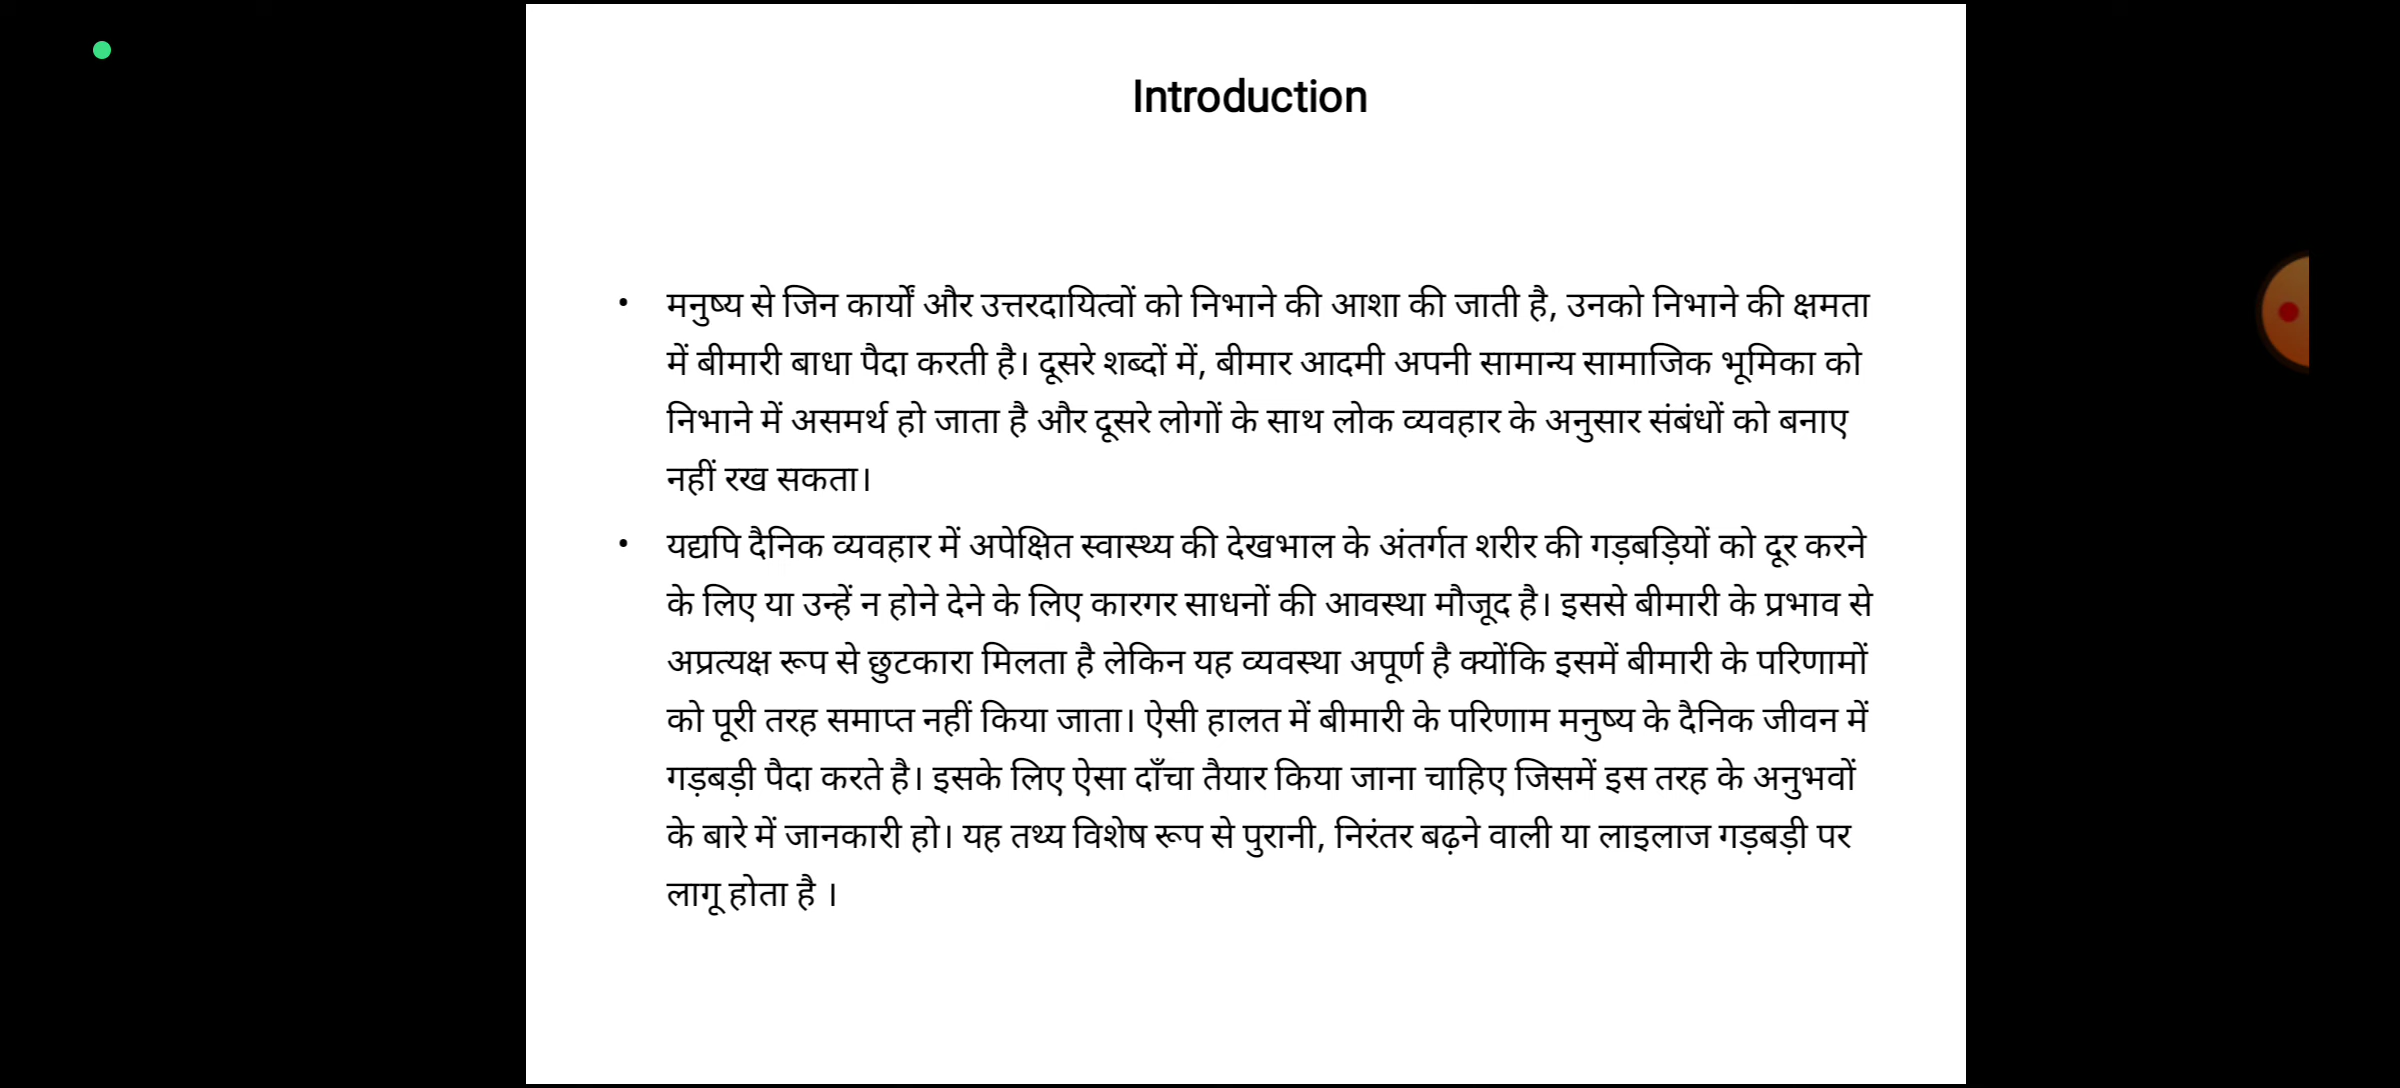 Introduction
• मनुष्य से जिन कार्यों और उत्तरदायित्वों को निभाने की आशा की जाती है, उनको निभाने की क्षमता
में बीमारी बाधा पैदा करती है। दूसरे शब्दों में, बीमार आदमी अपनी सामान्य सामाजिक भूमिका को
निभाने में असमर्थ हो जाता है और दूसरे लोगों के साथ लोक व्यवहार के अनुसार संबंधों को बनाए
नहीं रख सकता।
• यद्यपि दैनिक व्यवहार में अपेक्षित स्वास्थ्य की देखभाल के अंतर्गत शरीर की गड़बड़ियों को दूर करने
के लिए या उन्हें न होने देने के लिए कारगर साधनों की आवस्था मौजूद है। इससे बीमारी के प्रभाव से
अप्रत्यक्ष रूप से छुटकारा मिलता है लेकिन यह व्यवस्था अपूर्ण है क्योंकि इसमें बीमारी के परिणामों
को पूरी तरह समाप्त नहीं किया जाता। ऐसी हालत में बीमारी के परिणाम मनुष्य के दैनिक जीवन में
गड़बड़ी पैदा करते है। इसके लिए ऐसा दाँचा तैयार किया जाना चाहिए जिसमें इस तरह के अनुभवों
के बारे में जानकारी हो। यह तथ्य विशेष रूप से पुरानी, निरंतर बढ़ने वाली या लाइलाज गड़बड़ी पर
लागू होता है ।